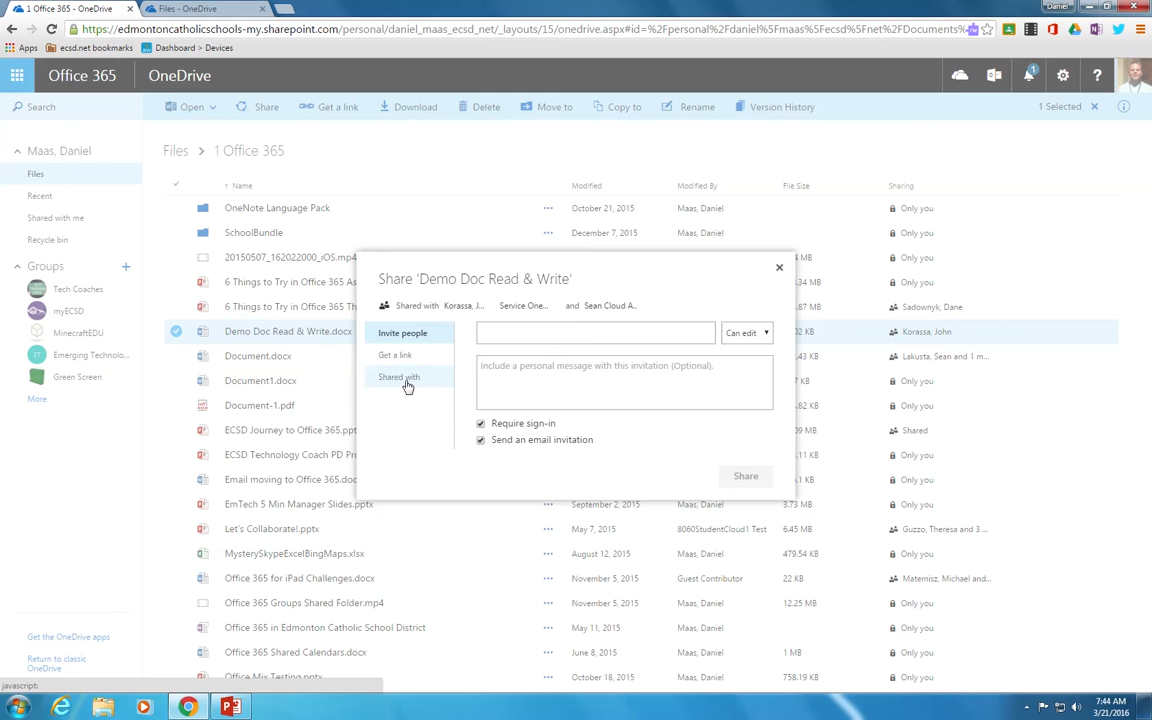 1 Office 365 - OneDrive
Files - OneDrive
Daniel
https://edmontoncatholicschools-my.sharepoint.com/personal/daniel_maas_ecsd_net/_layouts/15/onedrive.aspx#id=%2Fpersonal%2Fdaniel%5Fmaas%5Fecsd%5Fnet%2FDocuments%
Apps
ecsd.net bookmarks
Dashboard > Devices
Office 365
OneDrive
1
?
Search
Open
Share
Get a link
Download
Delete
Move to
Copy to
Rename
Version History
1 Selected
Maas, Daniel
Files
Recent
Shared with me
Recycle bin
Groups
Tech Coaches
myECSD
MinecraftEDU
ET Emerging Technolo...
Green Screen
More
Get the OneDrive apps
Return to classic
OneDrive
Files > 1 Office 365
Name Modified Modified By File Size Sharing
OneNote Language Pack ... October 21, 2015 Maas, Daniel Only you
SchoolBundle ... December 7, 2015 Maas, Daniel Only you
20150507_162022000_iOS.mp4 Only you
6 Things to Try in Office 365 As Only you
6 Things to Try in Office 365 Th Sadownyk, Dane
Demo Doc Read & Write.docx 02 KB Korassa, John
Document.docx Lakusta, Sean and 1 m...
Document1.docx Only you
Document-1.pdf Only you
ECSD Journey to Office 365.ppt Shared
ECSD Technology Coach PD Pr Only you
Email moving to Office 365.doc Only you
EmTech 5 Min Manager Slides.pptx ... September 2, 2015 Maas, Daniel 3.73 MB Only you
Let's Collaborate!.pptx ... May 7, 2015 8060StudentCloud1 Test 6.45 MB Guzzo, Theresa and 3 ...
MysterySkypeExcelBingMaps.xlsx ... August 12, 2015 Maas, Daniel 479.54 KB Only you
Office 365 for iPad Challenges.docx ... November 5, 2015 Guest Contributor 22 KB Matemisz, Michael and...
Office 365 Groups Shared Folder.mp4 ... November 5, 2015 Maas, Daniel 12.25 MB Only you
Office 365 in Edmonton Catholic School District ... May 11, 2015 Maas, Daniel Only you
Office 365 Shared Calendars.docx ... June 8, 2015 Maas, Daniel 1 MB Only you
Office Mix Testing.pptx ... October 18, 2015 Maas, Daniel 758.19 KB Only you
Share 'Demo Doc Read & Write'
Shared with Korassa, J... Service One... and Sean Cloud A..
Invite people
Get a link
Shared with
Can edit
Include a personal message with this invitation (Optional).
Require sign-in
Send an email invitation
Share
javascript:
7:44 AM
3/21/2016